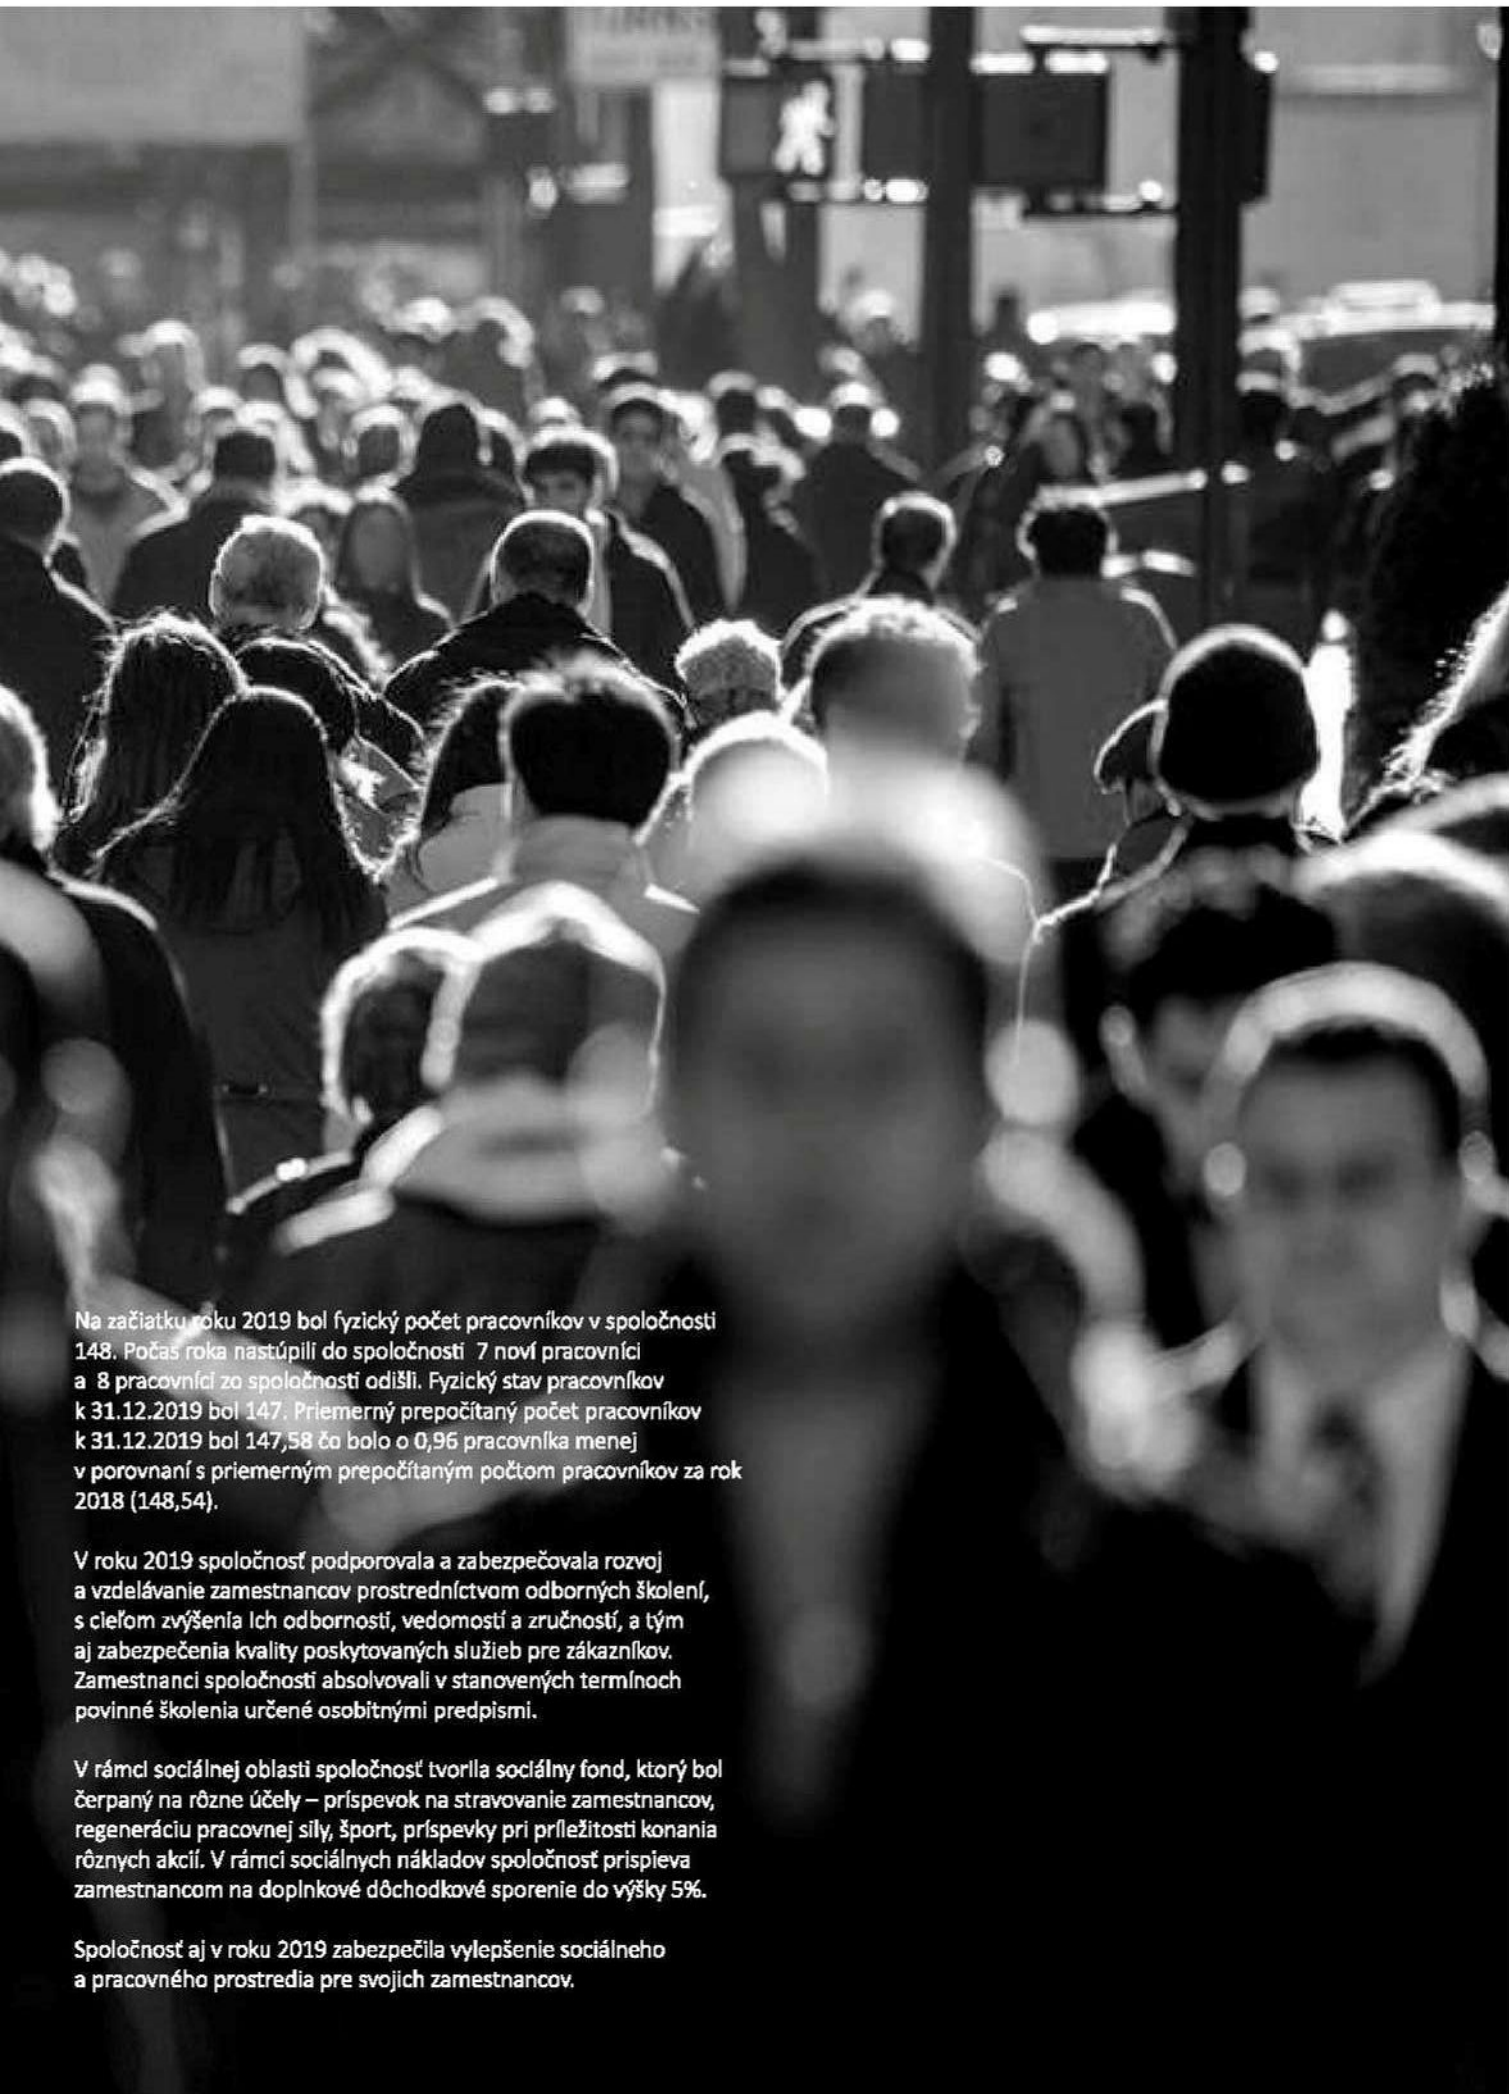 Na začiatku roku 2019 bol fyzický počet pracovníkov v spoločnosti
148. Počas roka nastúpili do spoločnosti 7 noví pracovníci
a 8 pracovníci zo spoločnosti odišli. Fyzický stav pracovníkov
k 31.12.2019 bol 147. Priemerný prepočítaný počet pracovníkov
k 31.12.2019 bol 147,58 čo bolo o 0,96 pracovníka menej
v porovnaní s priemerným prepočítaným počtom pracovníkov za rok
2018 (148,54).
V roku 2019 spoločnosť podporovala a zabezpečovala rozvoj
a vzdelávanie zamestnancov prostredníctvom odborných školení,
s cieľom zvýšenia ich odbornosti, vedomostí a zručností, a tým
aj zabezpečenia kvality poskytovaných služieb pre zákazníkov.
Zamestnanci spoločnosti absolvovali v stanovených termínoch
povinné školenia určené osobitnými predpismi.
V rámci sociálnej oblasti spoločnosť tvorila sociálny fond, ktorý bol
čerpaný na rôzne účely – príspevok na stravovanie zamestnancov,
regeneráciu pracovnej sily, šport, príspevky pri príležitosti konania
rôznych akcií. V rámci sociálnych nákladov spoločnosť prispieva
zamestnancom na doplnkové dôchodkové sporenie do výšky 5%.
Spoločnosť aj v roku 2019 zabezpečila vylepšenie sociálneho
a pracovného prostredia pre svojich zamestnancov.